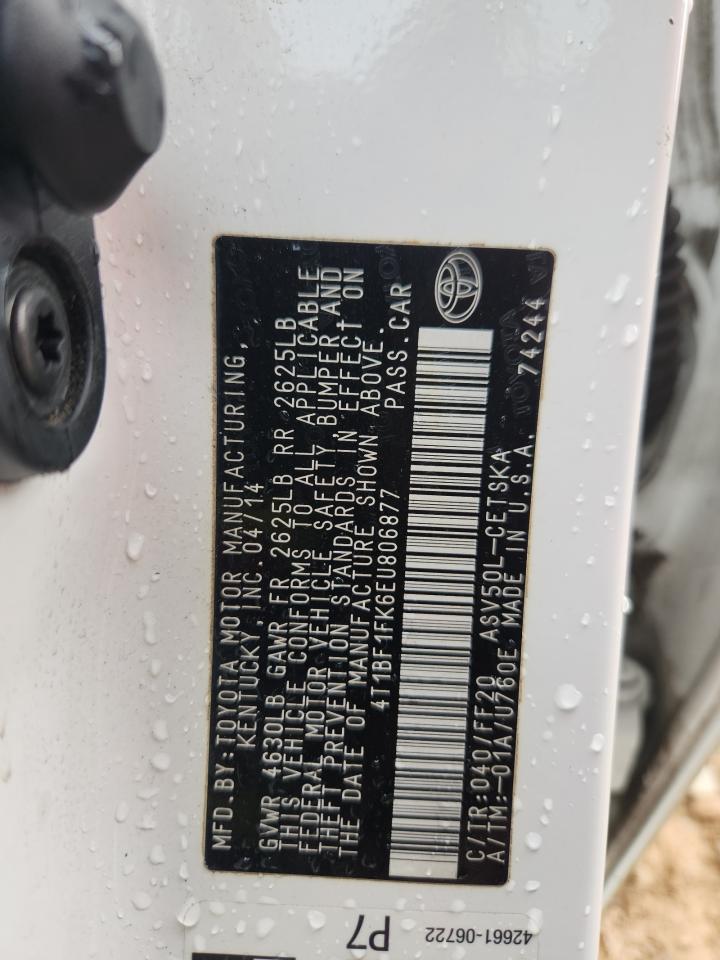 MFD.BY:TOYOTA MOTOR MANUFACTURING,
KENTUCKY,INC.04/14
GVWR 4630LB GAWR FR 2625LB RR 2625LB
THIS VEHICLE CONFORMS TO ALL APPLICABLE
FEDERAL MOTOR VEHICLE SAFETY,BUMPER,AND
THEFT PREVENTION STANDARDS IN EFFECT ON
THE DATE OF MANUFACTURE SHOWN ABOVE.
4T1BF1FK6EU806877 PASS.CAR
C/TR:040/FF20 ASV50L-CETSKA
A/TM:-01A/U760E MADE IN U.S.A. 74244
P7
42661-06722